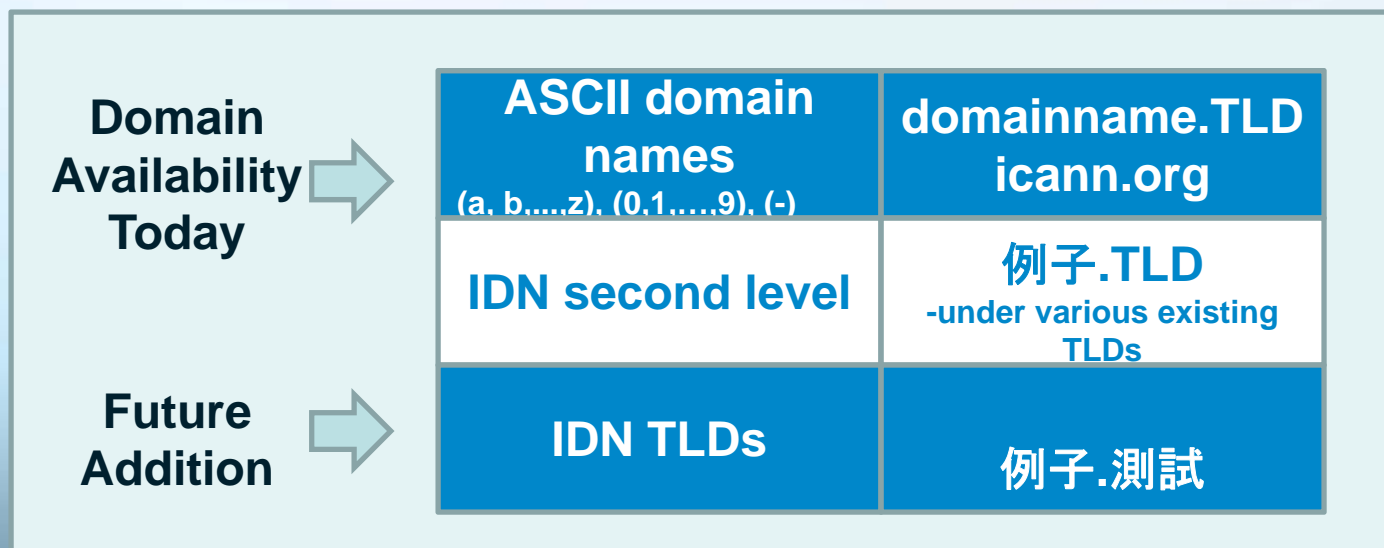 Domain
Availability
Today
ASCII domain
names
(a, b,...,z), (0,1,...,9), (-)
domainname.TLD
icann.org
IDN second level
例子.TLD
-under various existing
TLDs
Future
Addition
IDN TLDs
例子.測試